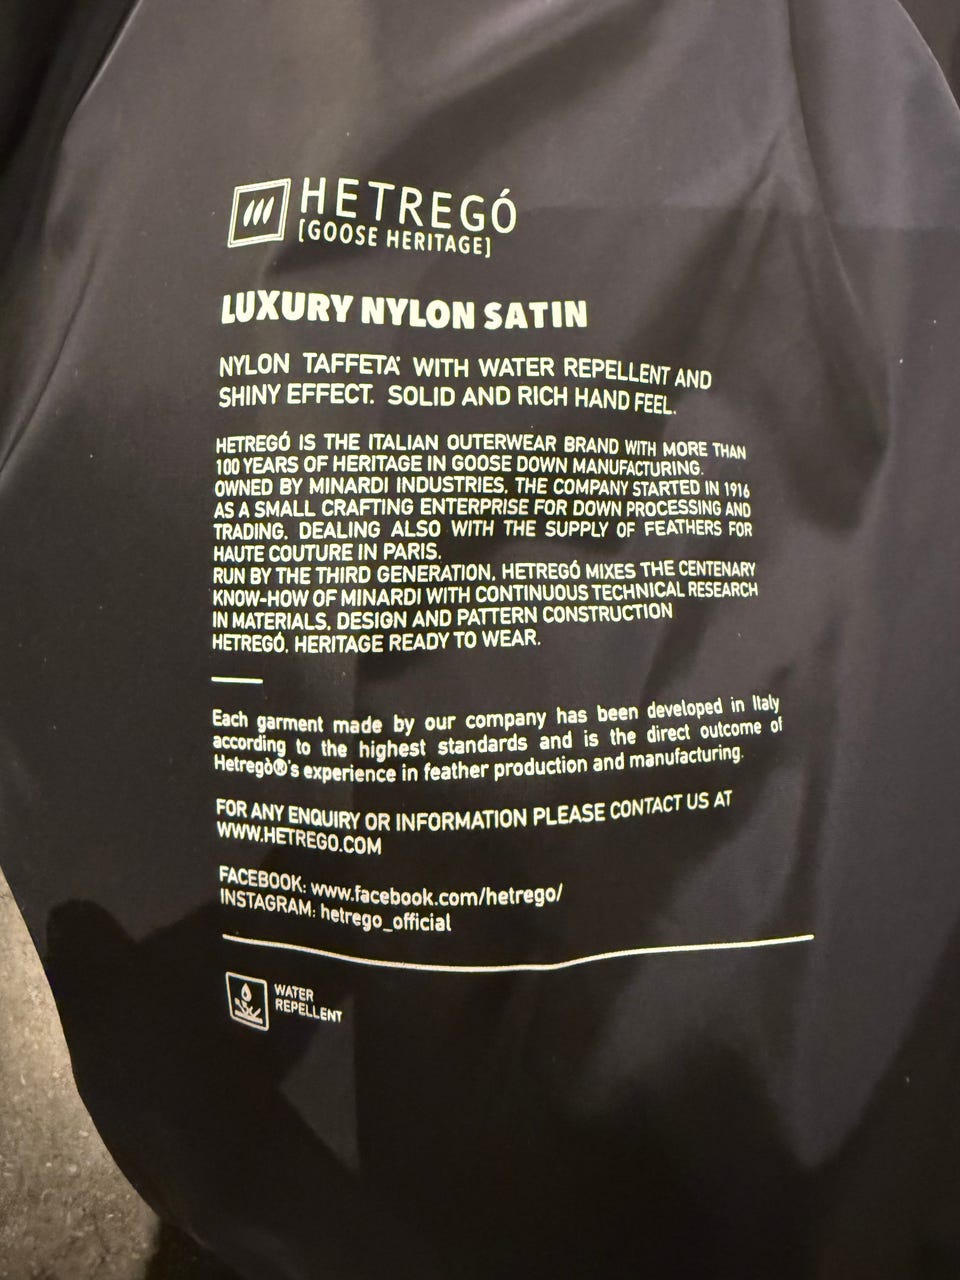 HETREGÓ
[GOOSE HERITAGE]
LUXURY NYLON SATIN
NYLON TAFFETA' WITH WATER REPELLENT AND
SHINY EFFECT. SOLID AND RICH HAND FEEL.
HETREGÓ IS THE ITALIAN OUTERWEAR BRAND WITH MORE THAN
100 YEARS OF HERITAGE IN GOOSE DOWN MANUFACTURING.
OWNED BY MINARDI INDUSTRIES, THE COMPANY STARTED IN 1916
AS A SMALL CRAFTING ENTERPRISE FOR DOWN PROCESSING AND
TRADING, DEALING ALSO WITH THE SUPPLY OF FEATHERS FOR
HAUTE COUTURE IN PARIS.
RUN BY THE THIRD GENERATION, HETREGÓ MIXES THE CENTENARY
KNOW-HOW OF MINARDI WITH CONTINUOUS TECHNICAL RESEARCH
IN MATERIALS, DESIGN AND PATTERN CONSTRUCTION
HETREGÓ, HERITAGE READY TO WEAR.
Each garment made by our company has been developed in Italy
according to the highest standards and is the direct outcome of
Hetregò®'s experience in feather production and manufacturing.
FOR ANY ENQUIRY OR INFORMATION PLEASE CONTACT US AT
WWW.HETREGO.COM
FACEBOOK: www.facebook.com/hetrego/
INSTAGRAM: hetrego_official
WATER
REPELLENT